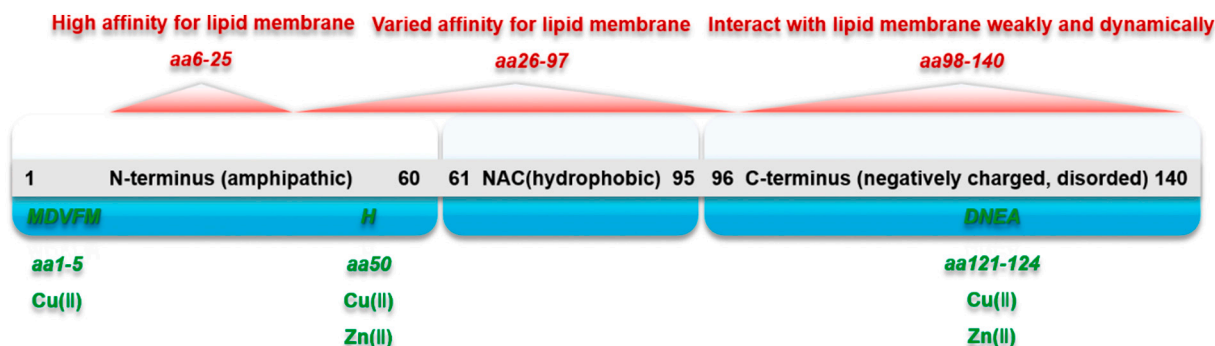 High affinity for lipid membrane Varied affinity for lipid membrane Interact with lipid membrane weakly and dynamically
aa6-25 aa26-97 aa98-140
1 N-terminus (amphipathic) 60 61 NAC(hydrophobic) 95 96 C-terminus (negatively charged, disorded) 140
MDVFM H DNEA
aa1-5 aa50 aa121-124
Cu(II) Cu(II) Cu(II)
Zn(II) Zn(II)